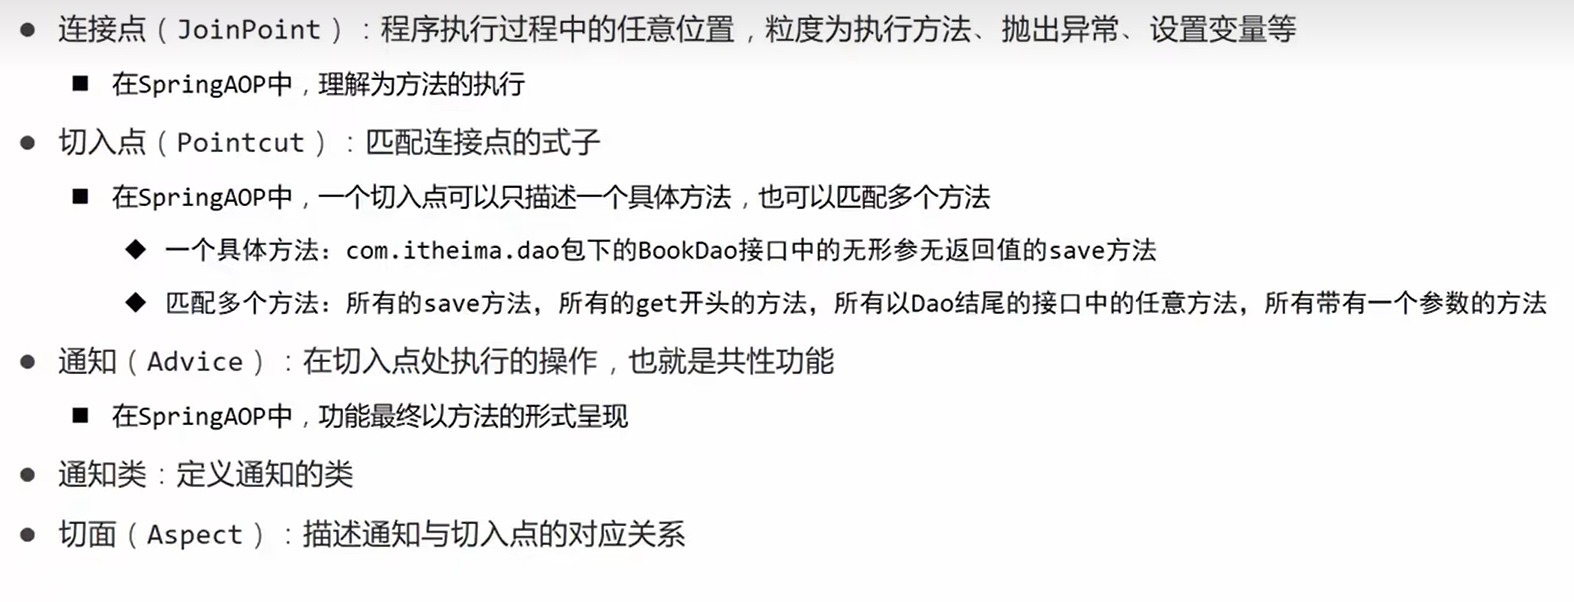 连接点（JoinPoint）：程序执行过程中的任意位置，粒度为执行方法、抛出异常、设置变量等
在SpringAOP中，理解为方法的执行
切入点（Pointcut）：匹配连接点的式子
在SpringAOP中，一个切入点可以只描述一个具体方法，也可以匹配多个方法
一个具体方法：com.itheima.dao包下的BookDao接口中的无形参无返回值的save方法
匹配多个方法：所有的save方法，所有的get开头的方法，所有以Dao结尾的接口中的任意方法，所有带有一个参数的方法
通知（Advice）：在切入点处执行的操作，也就是共性功能
在SpringAOP中，功能最终以方法的形式呈现
通知类：定义通知的类
切面（Aspect）：描述通知与切入点的对应关系